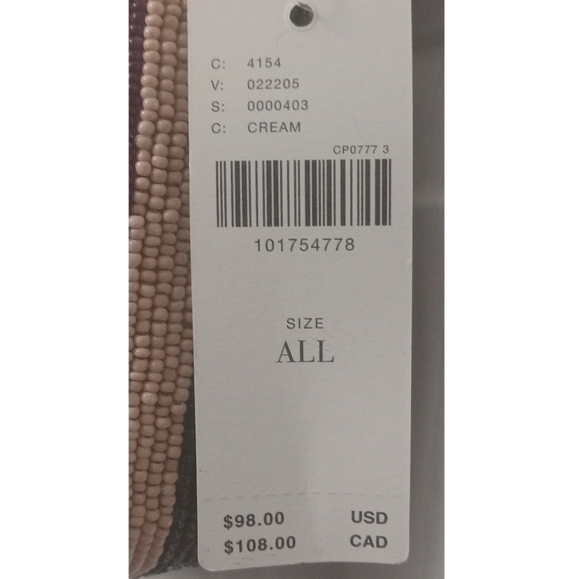 C: 4154
V: 022205
S: 0000403
C: CREAM
CP0777 3
101754778
SIZE
ALL
$98.00 USD
$108.00 CAD